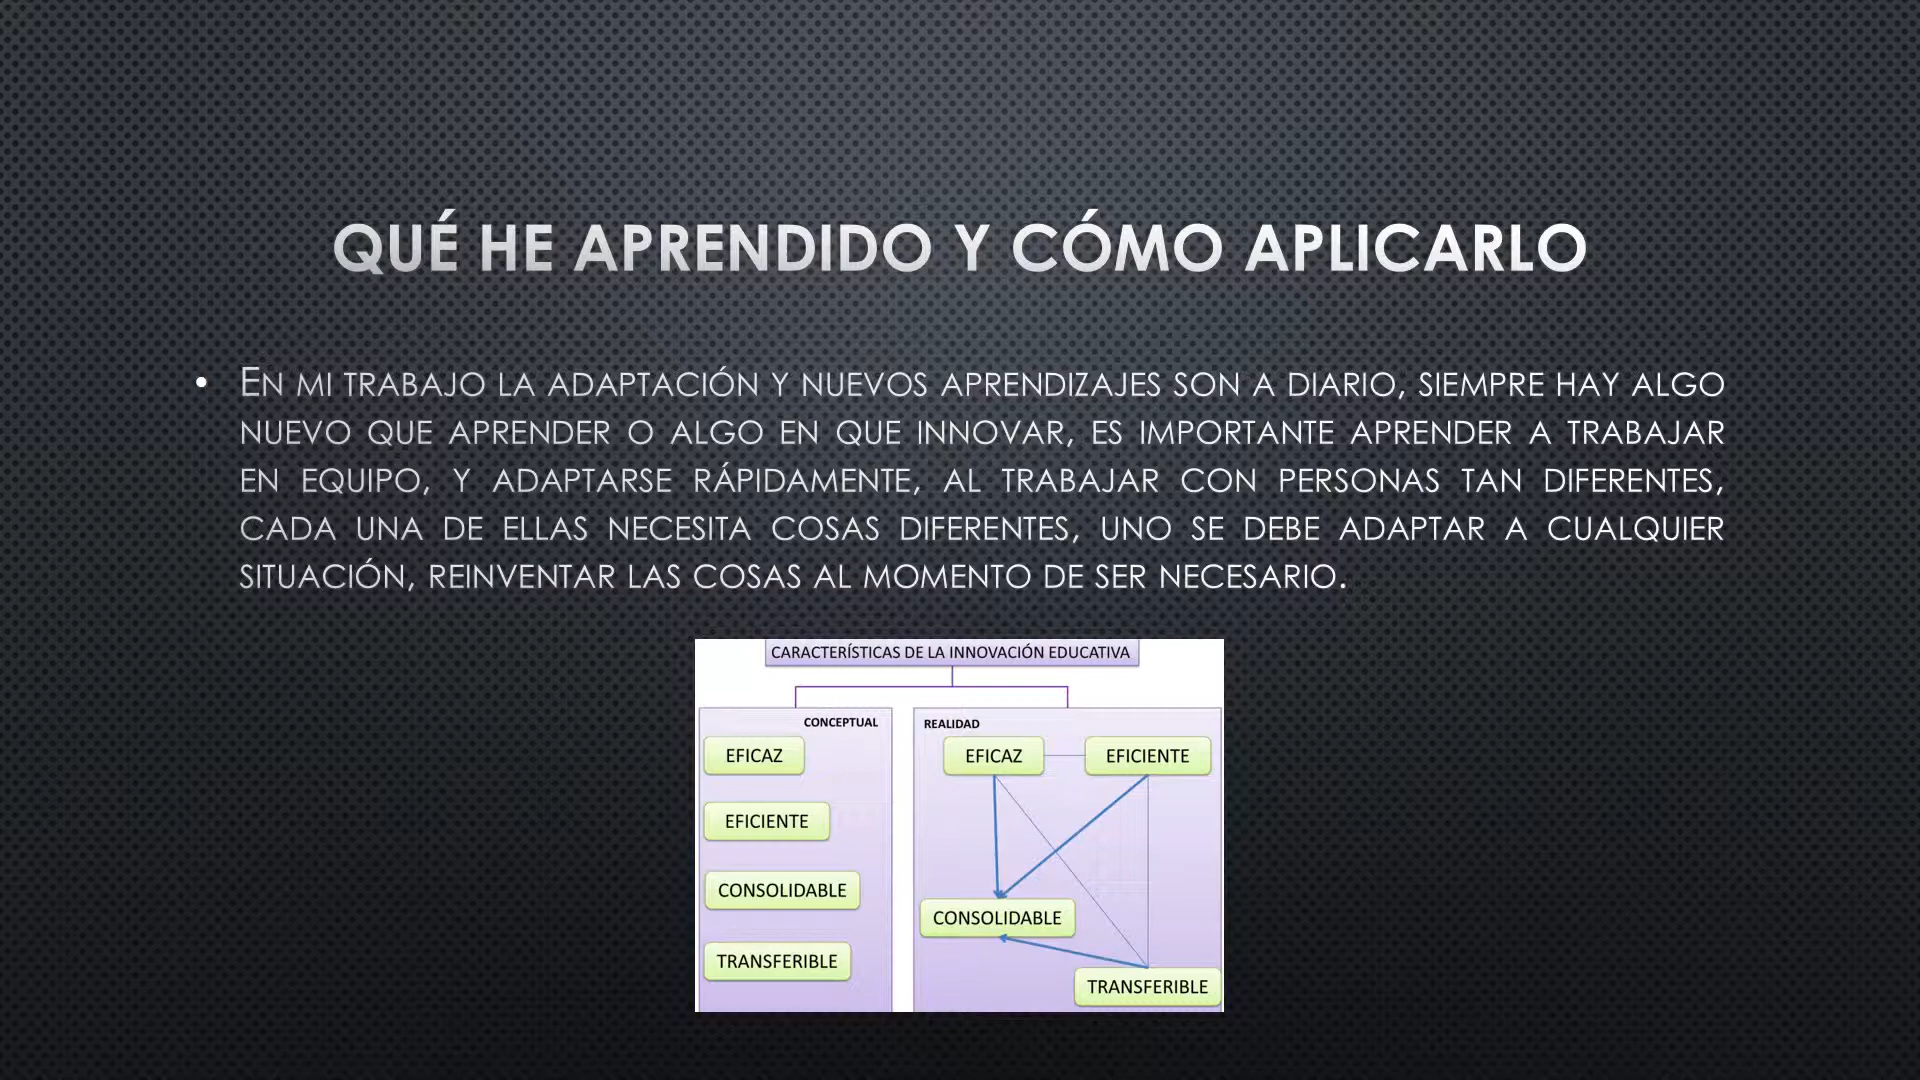 QUÉ HE APRENDIDO Y CÓMO APLICARLO
• EN MI TRABAJO LA ADAPTACIÓN Y NUEVOS APRENDIZAJES SON A DIARIO, SIEMPRE HAY ALGO
NUEVO QUE APRENDER O ALGO EN QUE INNOVAR, ES IMPORTANTE APRENDER A TRABAJAR
EN EQUIPO, Y ADAPTARSE RÁPIDAMENTE, AL TRABAJAR CON PERSONAS TAN DIFERENTES,
CADA UNA DE ELLAS NECESITA COSAS DIFERENTES, UNO SE DEBE ADAPTAR A CUALQUIER
SITUACIÓN, REINVENTAR LAS COSAS AL MOMENTO DE SER NECESARIO.
CARACTERÍSTICAS DE LA INNOVACIÓN EDUCATIVA
CONCEPTUAL
EFICAZ
EFICIENTE
CONSOLIDABLE
TRANSFERIBLE
REALIDAD
EFICAZ
EFICIENTE
CONSOLIDABLE
TRANSFERIBLE